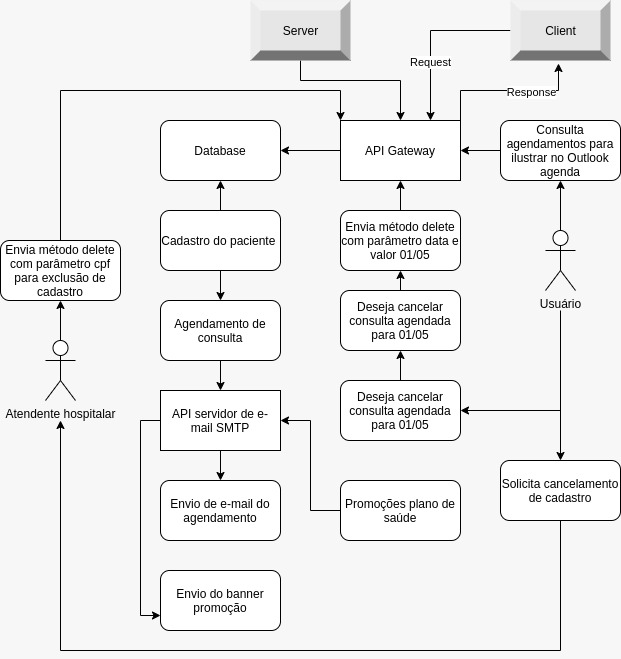 Server
Client
Request
Response
Database
API Gateway
Consulta
agendamentos para
ilustrar no Outlook
agenda
Envia método delete
com parâmetro cpf
para exclusão de
cadastro
Cadastro do paciente
Envia método delete
com parâmetro data e
valor 01/05
Usuário
Agendamento de
consulta
Deseja cancelar
consulta agendada
para 01/05
Atendente hospitalar
API servidor de e-
mail SMTP
Deseja cancelar
consulta agendada
para 01/05
Solicita cancelamento
de cadastro
Envio de e-mail do
agendamento
Promoções plano de
saúde
Envio do banner
promoção